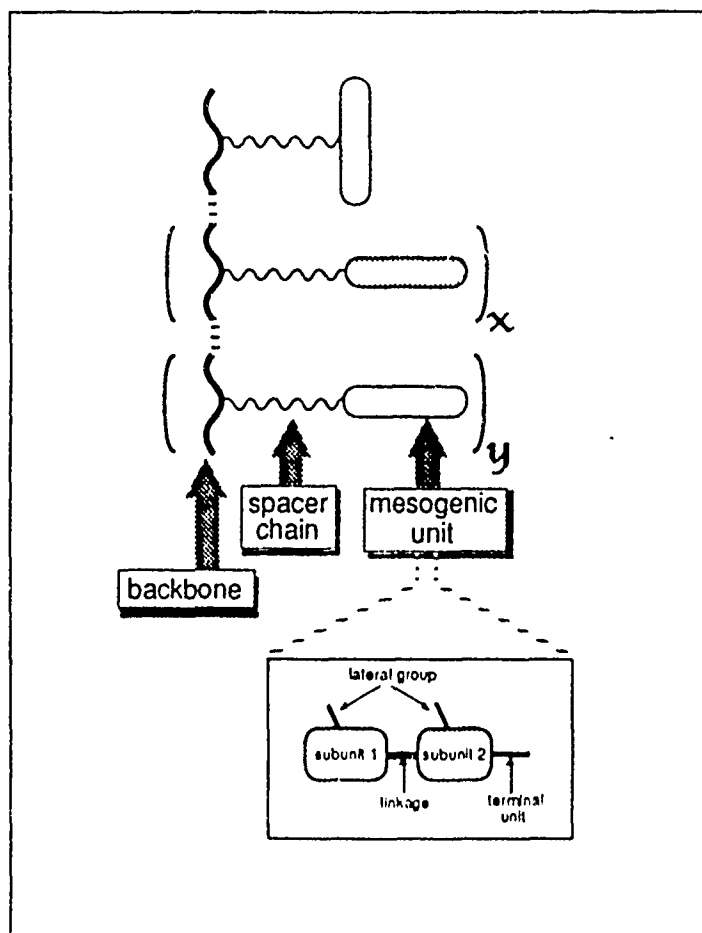 x
y
spacer
chain
mesogenic
unit
backbone
lateral group
subunit 1
subunit 2
linkage
terminal
unit